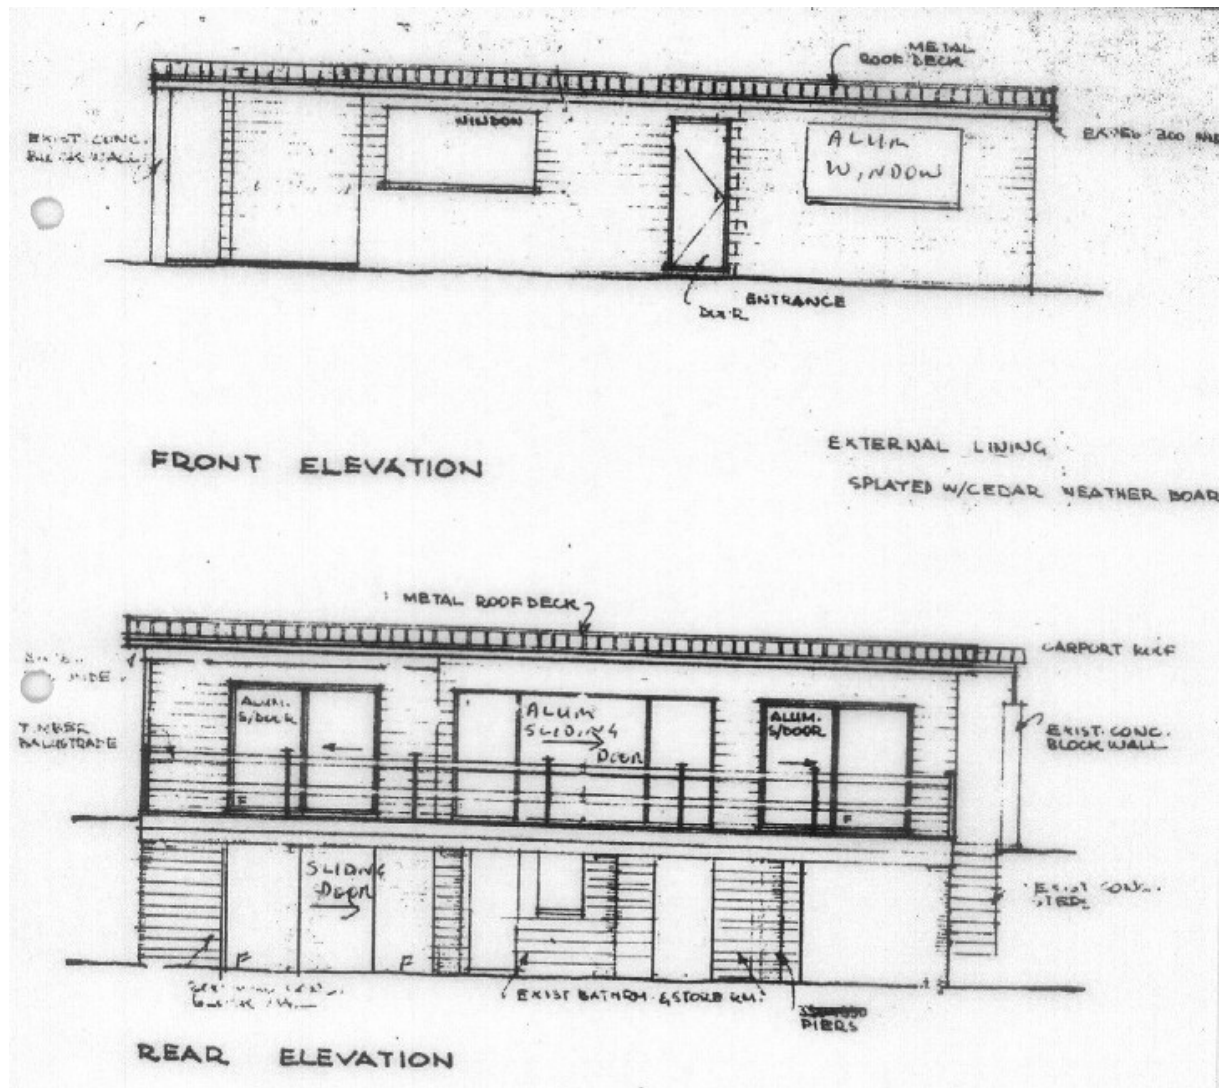 METAL
ROOF DECK
EXIST. CONC.
BLOCK WALL
WINDOW
ALUM
WINDOW
300
ENTRANCE
DOOR
FRONT ELEVATION
EXTERNAL LINING
SPLAYED W/CEDAR WEATHER BOAR
METAL ROOF DECK
CARPORT ROOF
TIMBER
BALUSTRADE
ALUM.
S/DOOR
ALUM
SLIDING
DOOR
ALUM.
S/DOOR
EXIST. CONC.
BLOCK WALL
F
F
SLIDING
DOOR
EXIST CONC.
STEPS
F
F
EXIST BATHRM. & STORE RM.
PIERS
REAR ELEVATION